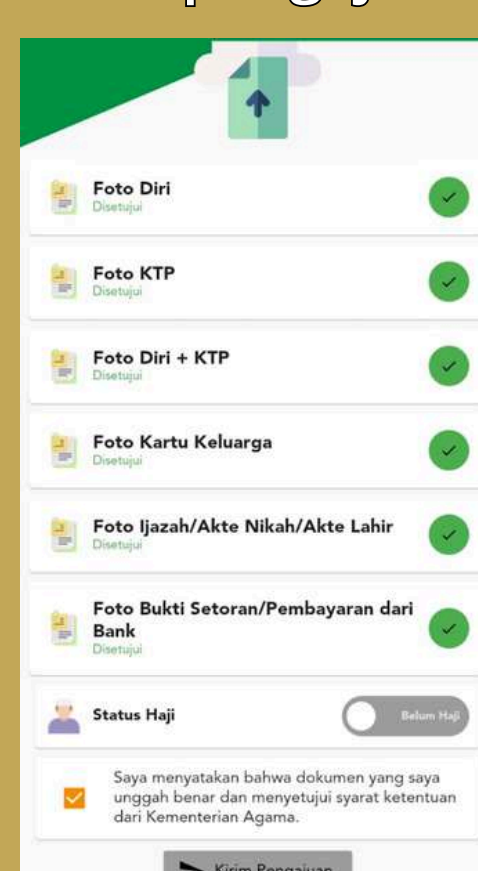 Foto Diri
Disetujui
Foto KTP
Disetujui
Foto Diri + KTP
Disetujui
Foto Kartu Keluarga
Disetujui
Foto Ijazah/Akte Nikah/Akte Lahir
Disetujui
Foto Bukti Setoran/Pembayaran dari
Bank
Disetujui
Status Haji
Belum Haji
Saya menyatakan bahwa dokumen yang saya
unggah benar dan menyetujui syarat ketentuan
dari Kementerian Agama.
Kirim Pengajuan